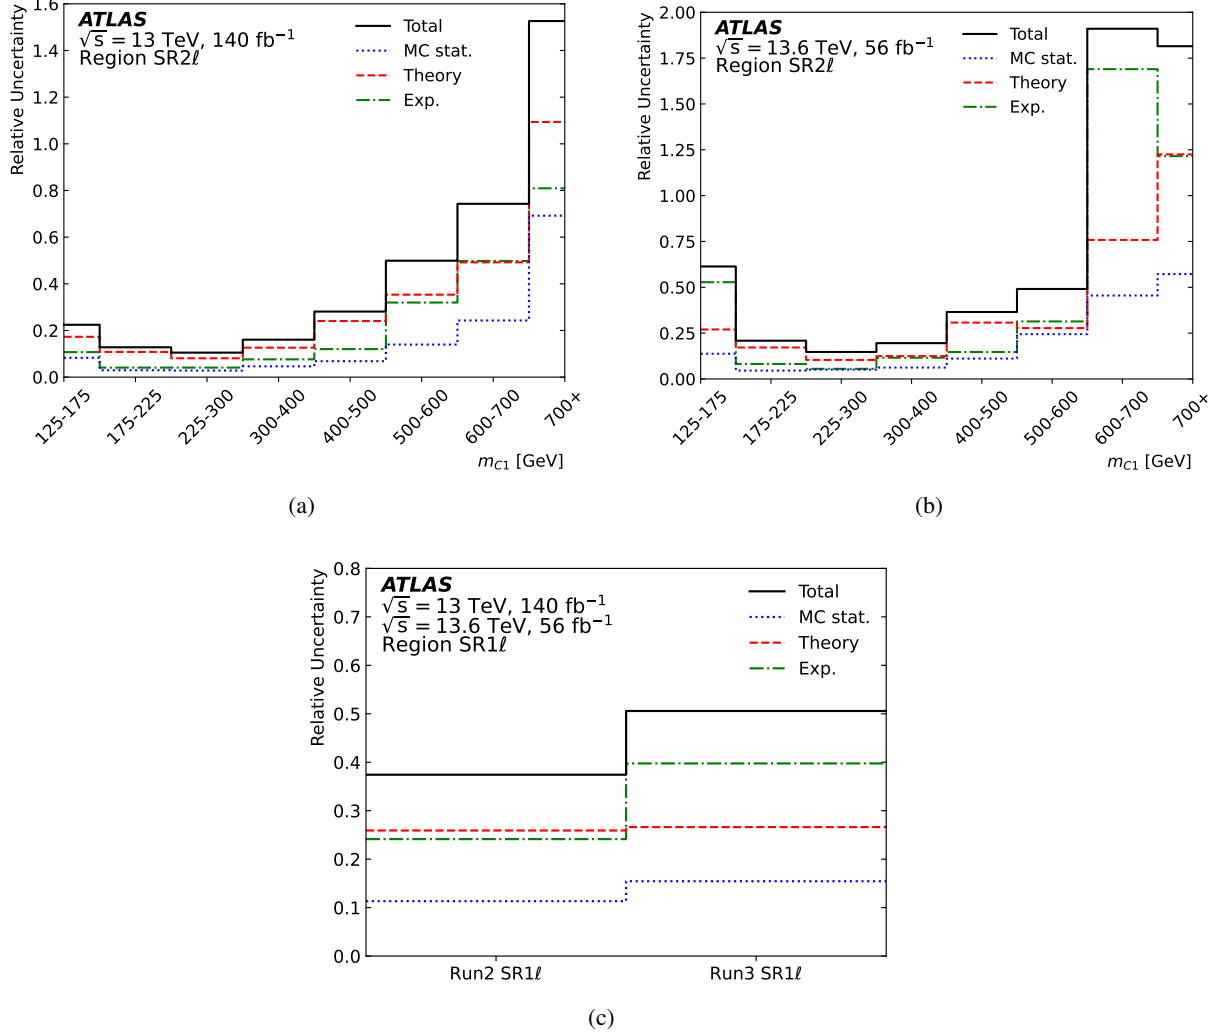 ATLAS
√s = 13 TeV, 140 fb⁻¹
Region SR2ℓ
Total
MC stat.
Theory
Exp.
Relative Uncertainty
1.6
1.4
1.2
1.0
0.8
0.6
0.4
0.2
0.0
125-175
175-225
225-300
300-400
400-500
500-600
600-700
700+
m_{C1} [GeV]
(a)
ATLAS
√s = 13.6 TeV, 56 fb⁻¹
Region SR2ℓ
Total
MC stat.
Theory
Exp.
Relative Uncertainty
2.00
1.75
1.50
1.25
1.00
0.75
0.50
0.25
0.00
125-175
175-225
225-300
300-400
400-500
500-600
600-700
700+
m_{C1} [GeV]
(b)
ATLAS
√s = 13 TeV, 140 fb⁻¹
√s = 13.6 TeV, 56 fb⁻¹
Region SR1ℓ
Total
MC stat.
Theory
Exp.
Relative Uncertainty
0.8
0.7
0.6
0.5
0.4
0.3
0.2
0.1
0.0
Run2 SR1ℓ
Run3 SR1ℓ
(c)